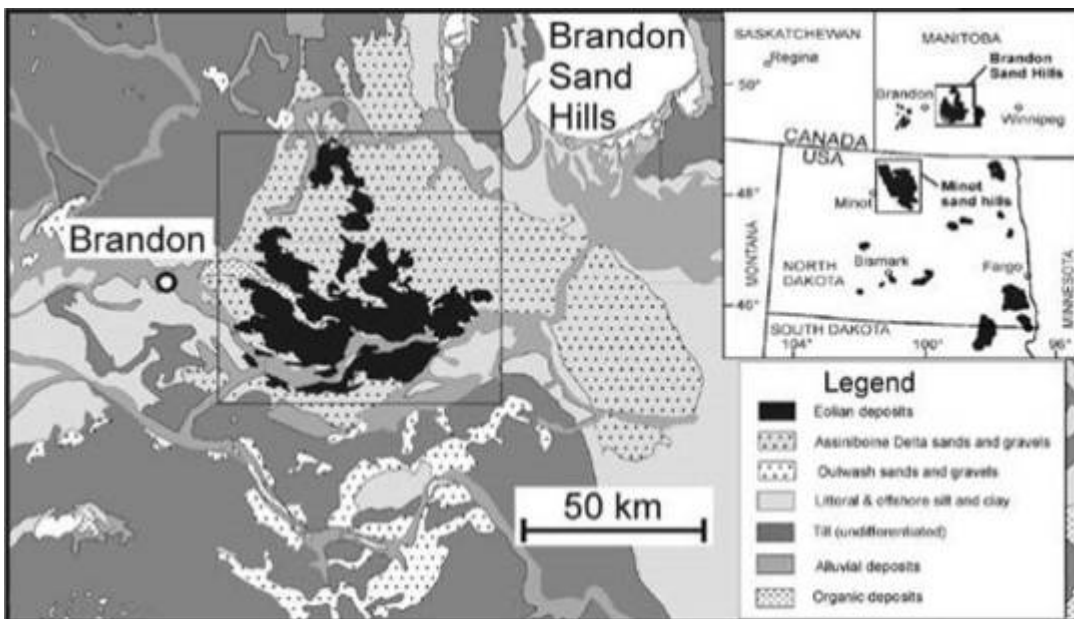 Brandon
Sand
Hills
Brandon
50 km
SASKATCHEWAN
Regina
MANITOBA
Brandon
Sand Hills
Brandon
Winnipeg
50°
CANADA
USA
48°
Minot
Minot
sand hills
MONTANA
NORTH
DAKOTA
Bismark
Fargo
MINNESOTA
SOUTH DAKOTA
104°
100°
96°
Legend
Eolian deposits
Assiniboine Delta sands and gravels
Outwash sands and gravels
Littoral & offshore silt and clay
Till (undifferentiated)
Alluvial deposits
Organic deposits